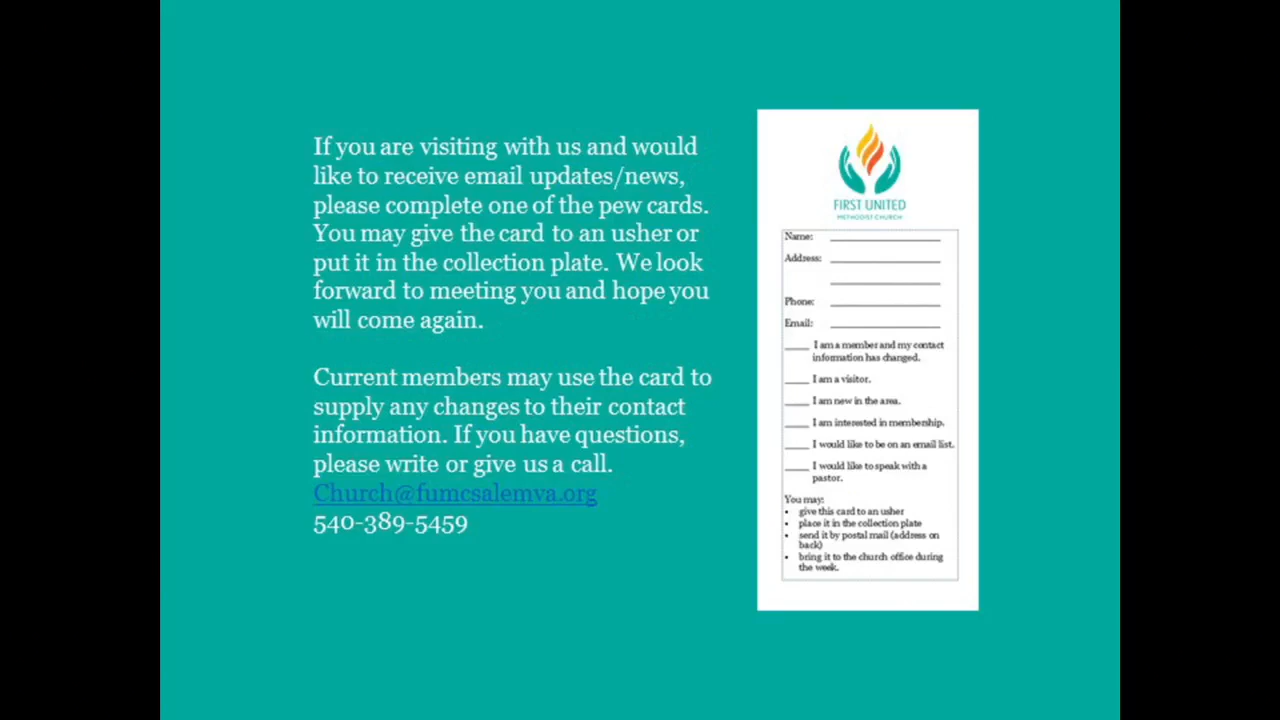 If you are visiting with us and would
like to receive email updates/news,
please complete one of the pew cards.
You may give the card to an usher or
put it in the collection plate. We look
forward to meeting you and hope you
will come again.
Current members may use the card to
supply any changes to their contact
information. If you have questions,
please write or give us a call.
Church@fumcsalemva.org
540-389-5459
FIRST UNITED
METHODIST CHURCH
Name:
Address:
Phone:
Email:
I am a member and my contact
information has changed.
I am a visitor.
I am new in the area.
I am interested in membership.
I would like to be on an email list.
I would like to speak with a
pastor.
You may:
• give this card to an usher
• place it in the collection plate
• send it by postal mail (address on
back)
• bring it to the church office during
the week.